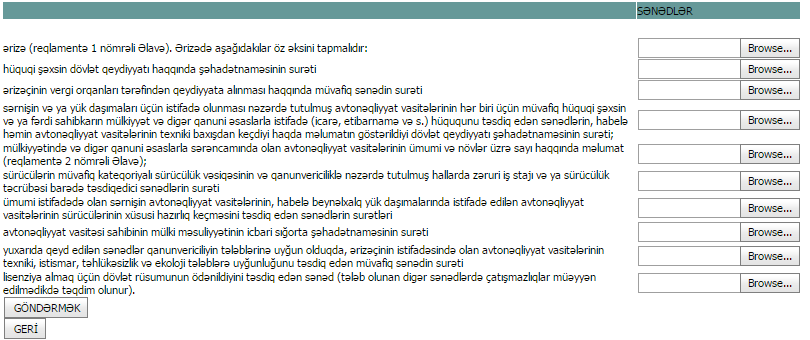 SƏNƏDLƏR
ərizə (reqlamentə 1 nömrəli Əlavə). Ərizədə aşağıdakılar öz əksini tapmalıdır:
Browse...
hüquqi şəxsin dövlət qeydiyyatı haqqında şəhadətnaməsinin surəti
Browse...
ərizəçinin vergi orqanları tərəfindən qeydiyyata alınması haqqında müvafiq sənədin surəti
Browse...
sərnişin və ya yük daşımaları üçün istifadə olunması nəzərdə tutulmuş avtonəqliyyat vasitələrinin hər biri üçün müvafiq hüquqi şəxsin
və ya fərdi sahibkarın mülkiyyət və digər qanuni əsaslarla istifadə (icarə, etibarnamə və s.) hüququnu təsdiq edən sənədlərin, habelə
həmin avtonəqliyyat vasitələrinin texniki baxışdan keçdiyi haqda məlumatın göstərildiyi dövlət qeydiyyatı şəhadətnaməsinin surəti;
Browse...
mülkiyyətində və digər qanuni əsaslarla sərəncamında olan avtonəqliyyat vasitələrinin ümumi və növlər üzrə sayı haqqında məlumat
(reqlamentə 2 nömrəli Əlavə);
Browse...
sürücülərin müvafiq kateqoriyalı sürücülük vəsiqəsinin və qanunvericiliklə nəzərdə tutulmuş hallarda zəruri iş stajı və ya sürücülük
təcrübəsi barədə təsdiqedici sənədlərin surəti
Browse...
ümumi istifadədə olan sərnişin avtonəqliyyat vasitələrinin, habelə beynəlxalq yük daşımalarında istifadə edilən avtonəqliyyat
vasitələrinin sürücülərinin xüsusi hazırlıq keçməsini təsdiq edən sənədlərin surətləri
Browse...
avtonəqliyyat vasitəsi sahibinin mülki məsuliyyətinin icbari sığorta şəhadətnaməsinin surəti
Browse...
yuxarıda qeyd edilən sənədlər qanunvericiliyin tələblərinə uyğun olduqda, ərizəçinin istifadəsində olan avtonəqliyyat vasitələrinin
texniki, istismar, təhlükəsizlik və ekoloji tələblərə uyğunluğunu təsdiq edən müvafiq sənədin surəti
Browse...
lisenziya almaq üçün dövlət rüsumunun ödənildiyini təsdiq edən sənəd (tələb olunan digər sənədlərdə çatışmazlıqlar müəyyən
edilmədikdə təqdim olunur).
Browse...
GÖNDƏRMƏK
GERİ